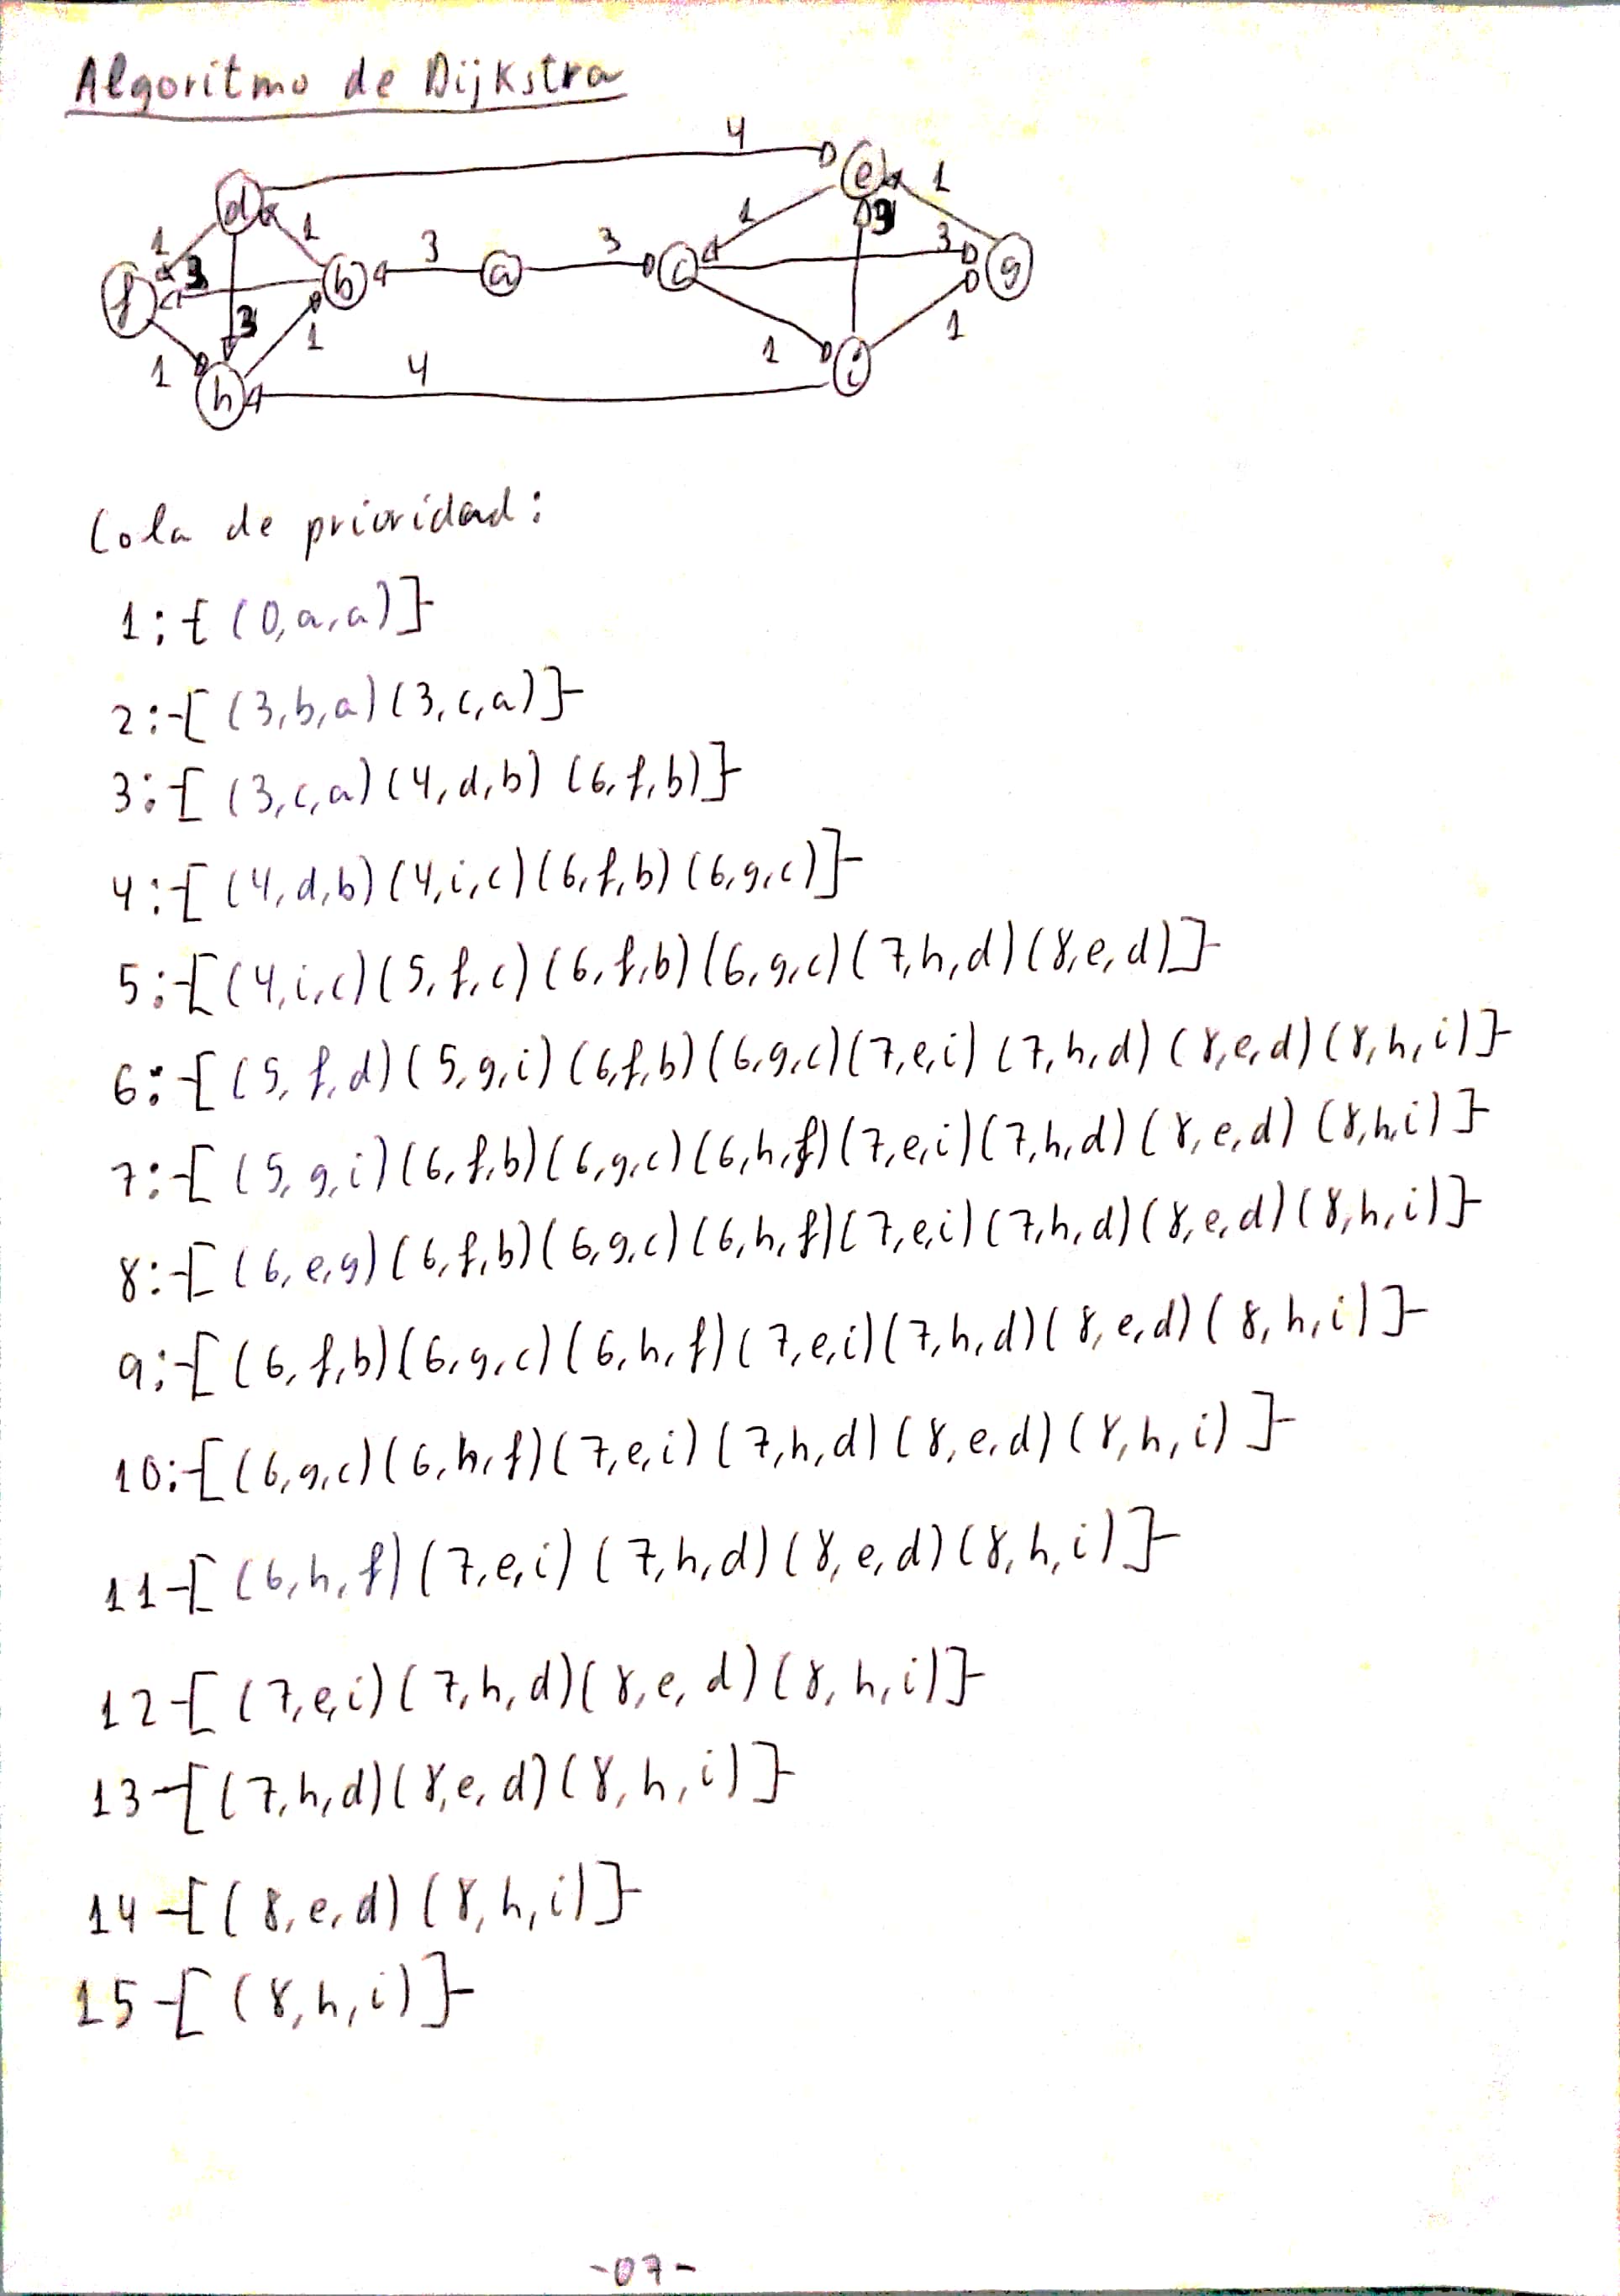 Algoritmo de Dijkstra
4
d e 1
1 1 1
3 3 3 3 3
f b a c g
3 1 1
1 4 1 i
h
Cola de prioridad:
1:{(0,a,a)}
2:{(3,b,a)(3,c,a)}
3:{(3,c,a)(4,d,b)(6,f,b)}
4:{(4,d,b)(4,i,c)(6,f,b)(6,g,c)}
5:{(4,i,c)(5,f,c)(6,f,b)(6,g,c)(7,h,d)(8,e,d)}
6:{(5,f,d)(5,g,i)(6,f,b)(6,g,c)(7,e,i)(7,h,d)(8,e,d)(8,h,i)}
7:{(5,g,i)(6,f,b)(6,g,c)(6,h,f)(7,e,i)(7,h,d)(8,e,d)(8,h,i)}
8:{(6,e,g)(6,f,b)(6,g,c)(6,h,f)(7,e,i)(7,h,d)(8,e,d)(8,h,i)}
9:{(6,f,b)(6,g,c)(6,h,f)(7,e,i)(7,h,d)(8,e,d)(8,h,i)}
10:{(6,g,c)(6,h,f)(7,e,i)(7,h,d)(8,e,d)(8,h,i)}
11{(6,h,f)(7,e,i)(7,h,d)(8,e,d)(8,h,i)}
12{(7,e,i)(7,h,d)(8,e,d)(8,h,i)}
13{(7,h,d)(8,e,d)(8,h,i)}
14{(8,e,d)(8,h,i)}
15{(8,h,i)}
-07-